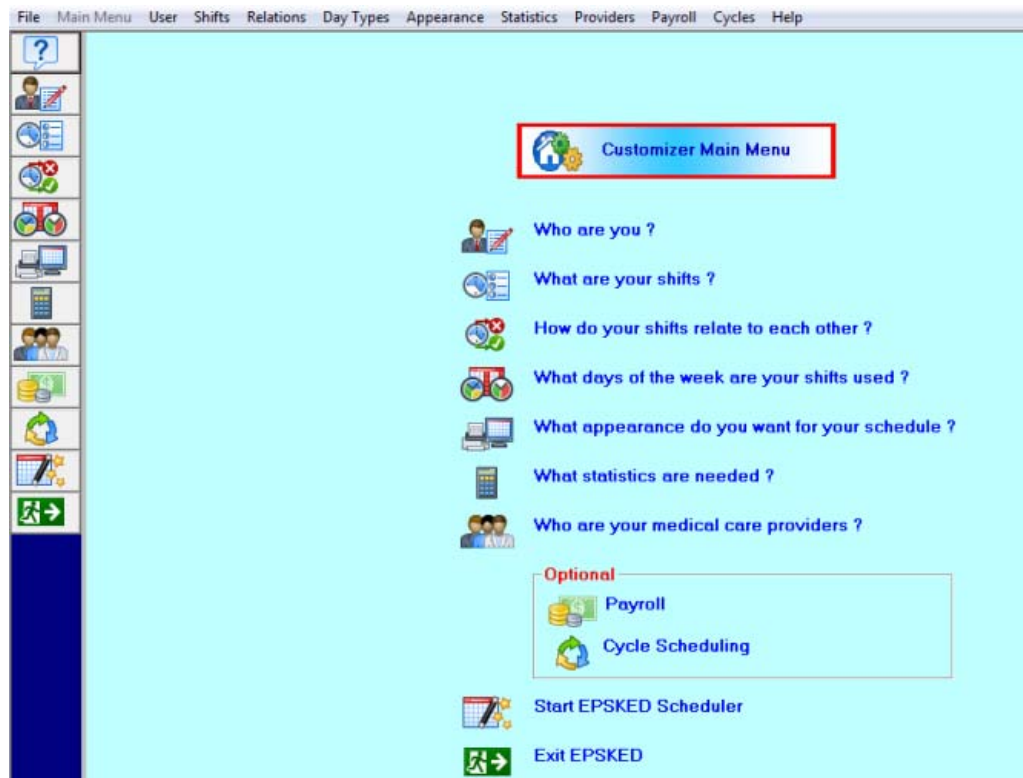 File Main Menu User Shifts Relations Day Types Appearance Statistics Providers Payroll Cycles Help
Customizer Main Menu
Who are you ?
What are your shifts ?
How do your shifts relate to each other ?
What days of the week are your shifts used ?
What appearance do you want for your schedule ?
What statistics are needed ?
Who are your medical care providers ?
Optional
Payroll
Cycle Scheduling
Start EPSKED Scheduler
Exit EPSKED